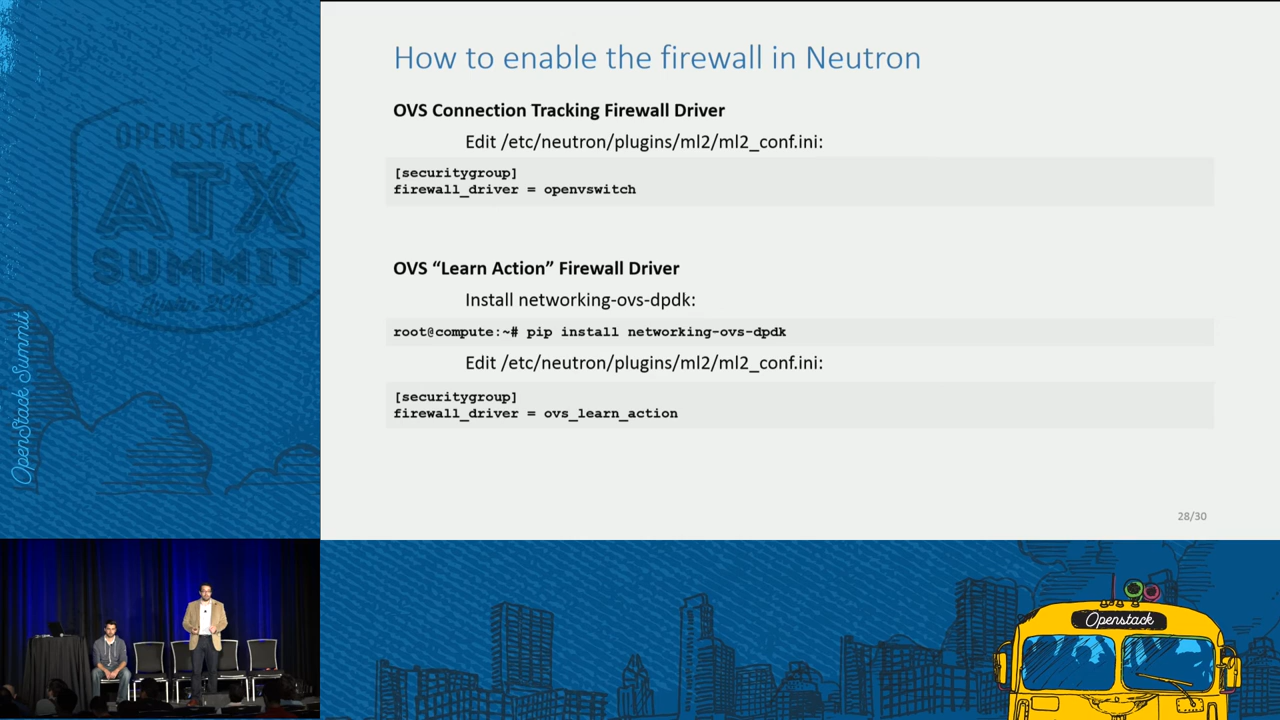 How to enable the firewall in Neutron
OVS Connection Tracking Firewall Driver
Edit /etc/neutron/plugins/ml2/ml2_conf.ini:
[securitygroup]
firewall_driver = openvswitch
OVS “Learn Action” Firewall Driver
Install networking-ovs-dpdk:
root@compute:~# pip install networking-ovs-dpdk
Edit /etc/neutron/plugins/ml2/ml2_conf.ini:
[securitygroup]
firewall_driver = ovs_learn_action
28/30
OPENSTACK
ATX
SUMMIT
Austin 2016
OpenStack Summit
Openstack